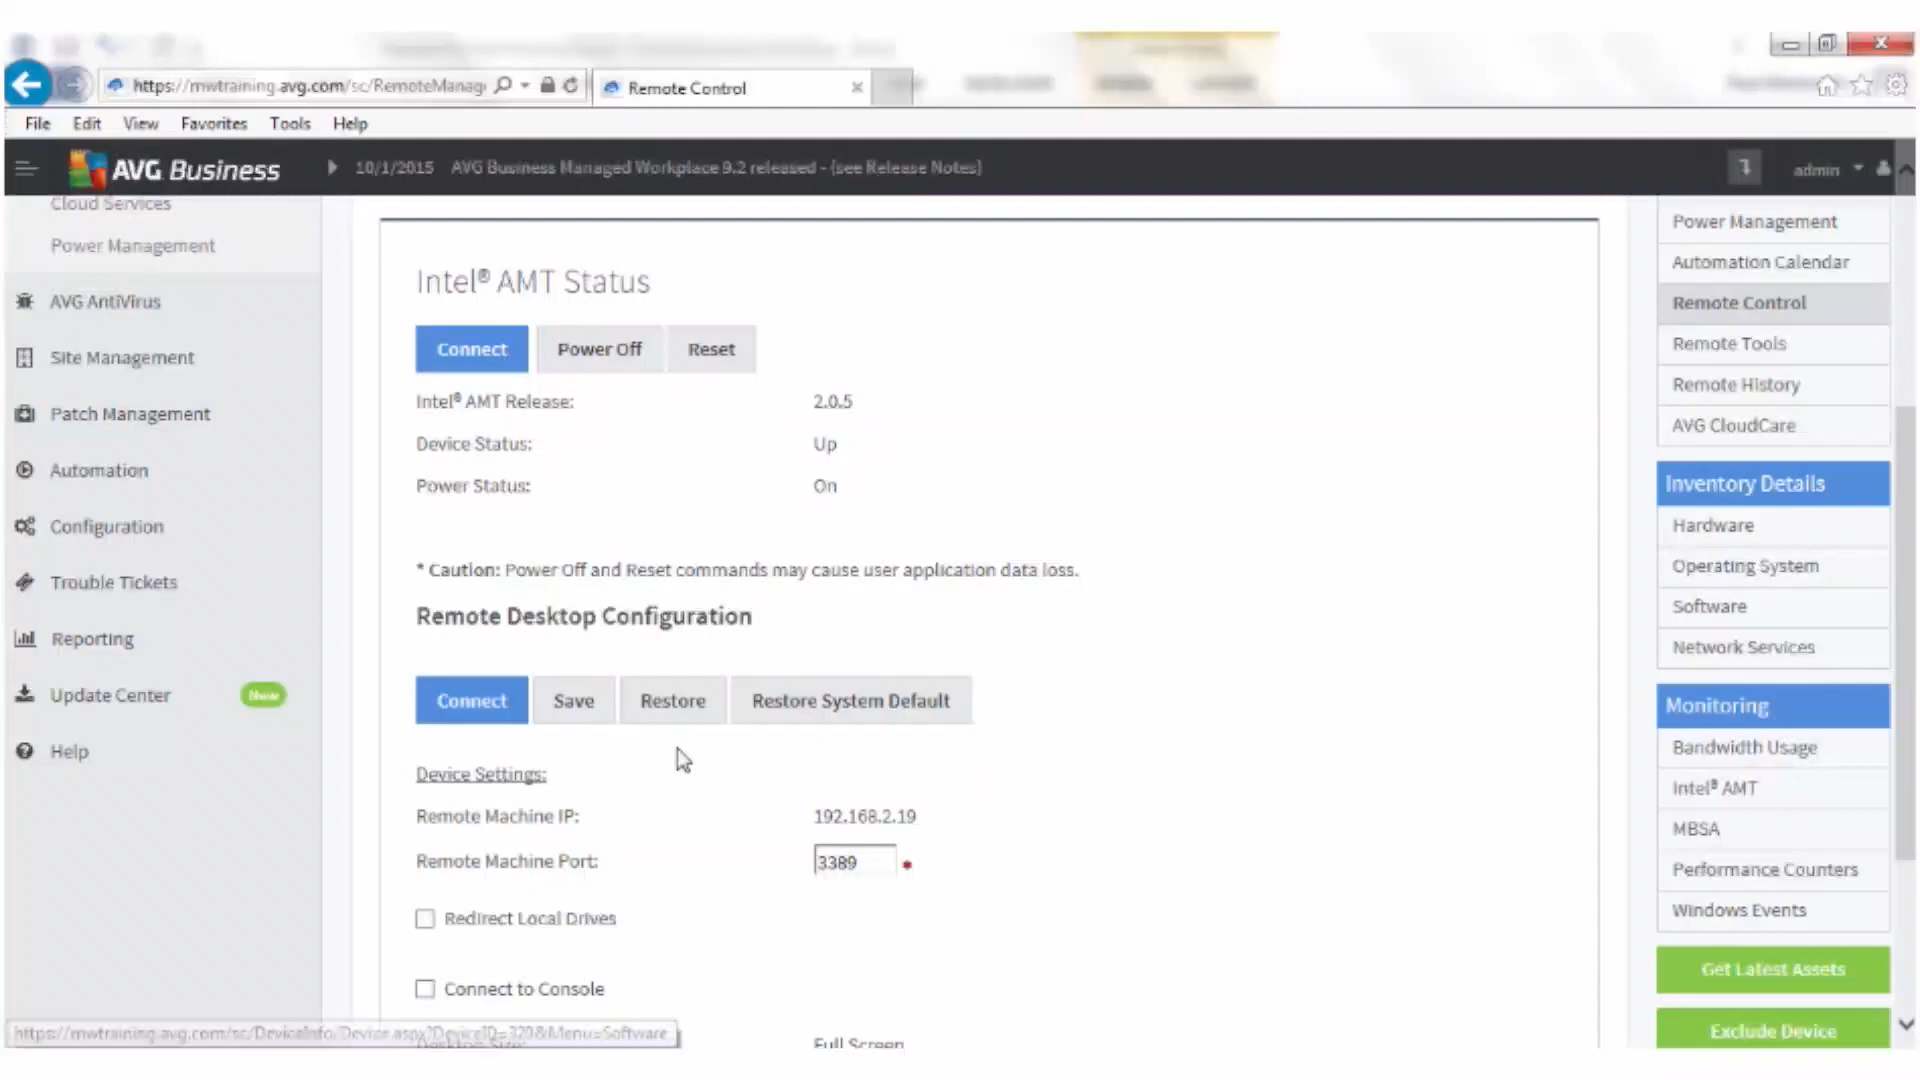 https://mwtraining.avg.com/sc/RemoteManag
Remote Control
File Edit View Favorites Tools Help
AVG Business
10/1/2015 AVG Business Managed Workplace 9.2 released - (see Release Notes)
admin
Cloud Services
Power Management
AVG AntiVirus
Site Management
Patch Management
Automation
Configuration
Trouble Tickets
Reporting
Update Center New
Help
Intel® AMT Status
Connect Power Off Reset
Intel® AMT Release: 2.0.5
Device Status: Up
Power Status: On
* Caution: Power Off and Reset commands may cause user application data loss.
Remote Desktop Configuration
Connect Save Restore Restore System Default
Device Settings:
Remote Machine IP: 192.168.2.19
Remote Machine Port: 3389 *
Redirect Local Drives
Connect to Console
Desktop Size: Full Screen
Power Management
Automation Calendar
Remote Control
Remote Tools
Remote History
AVG CloudCare
Inventory Details
Hardware
Operating System
Software
Network Services
Monitoring
Bandwidth Usage
Intel® AMT
MBSA
Performance Counters
Windows Events
Get Latest Assets
Exclude Device
https://mwtraining.avg.com/sc/DeviceInfo/Device.aspx?DeviceID=320&Menu=Software